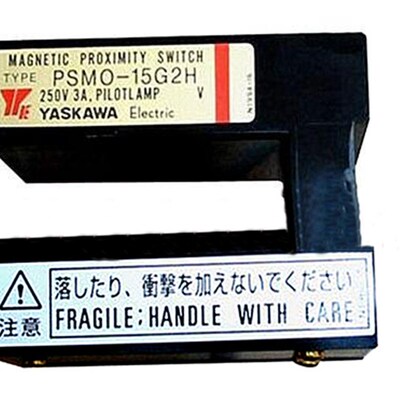 MAGNETIC PROXIMITY SWITCH
TYPE PSMO-15G2H
250V 3A, PILOTLAMP V
YASKAWA Electric
落したり、衝撃を加えないでください
注意 FRAGILE; HANDLE WITH CARE